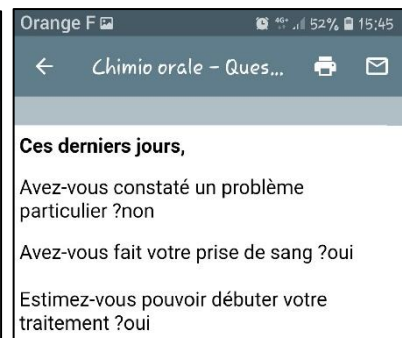 Orange F 4G+ 52% 15:45
Chimio orale - Ques...
Ces derniers jours,
Avez-vous constaté un problème
particulier ?non
Avez-vous fait votre prise de sang ?oui
Estimez-vous pouvoir débuter votre
traitement ?oui